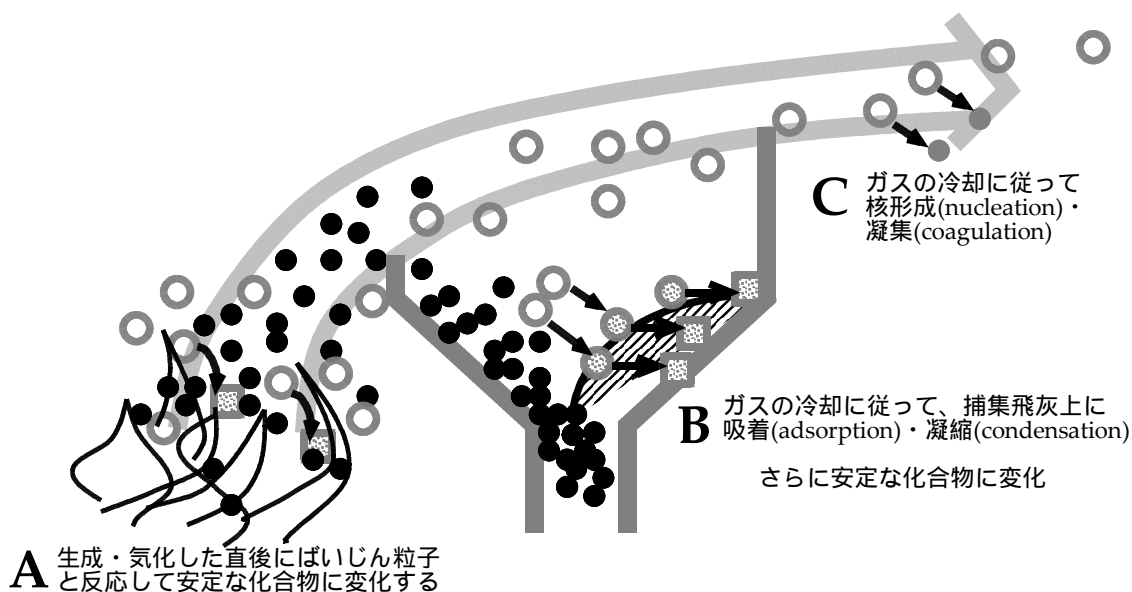 C
ガスの冷却に従って
核形成(nucleation)・
凝集(coagulation)
B
ガスの冷却に従って、捕集飛灰上に
吸着(adsorption)・凝縮(condensation)
さらに安定な化合物に変化
A
生成・気化した直後にばいじん粒子
と反応して安定な化合物に変化する